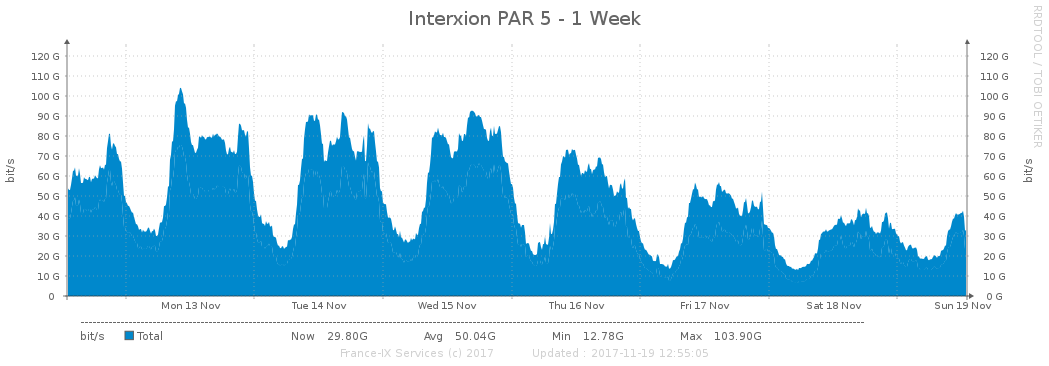 Interxion PAR 5 - 1 Week
RRDTOOL / TOBI OETIKER
120 G 120 G
110 G 110 G
100 G 100 G
90 G 90 G
80 G 80 G
70 G 70 G
60 G 60 G
50 G 50 G
40 G 40 G
30 G 30 G
20 G 20 G
10 G 10 G
0 0 G
bit/s
bit/s
Mon 13 Nov Tue 14 Nov Wed 15 Nov Thu 16 Nov Fri 17 Nov Sat 18 Nov Sun 19 Nov
bit/s Total Now 29.80G Avg 50.04G Min 12.78G Max 103.90G
France-IX Services (c) 2017 Updated : 2017-11-19 12:55:05